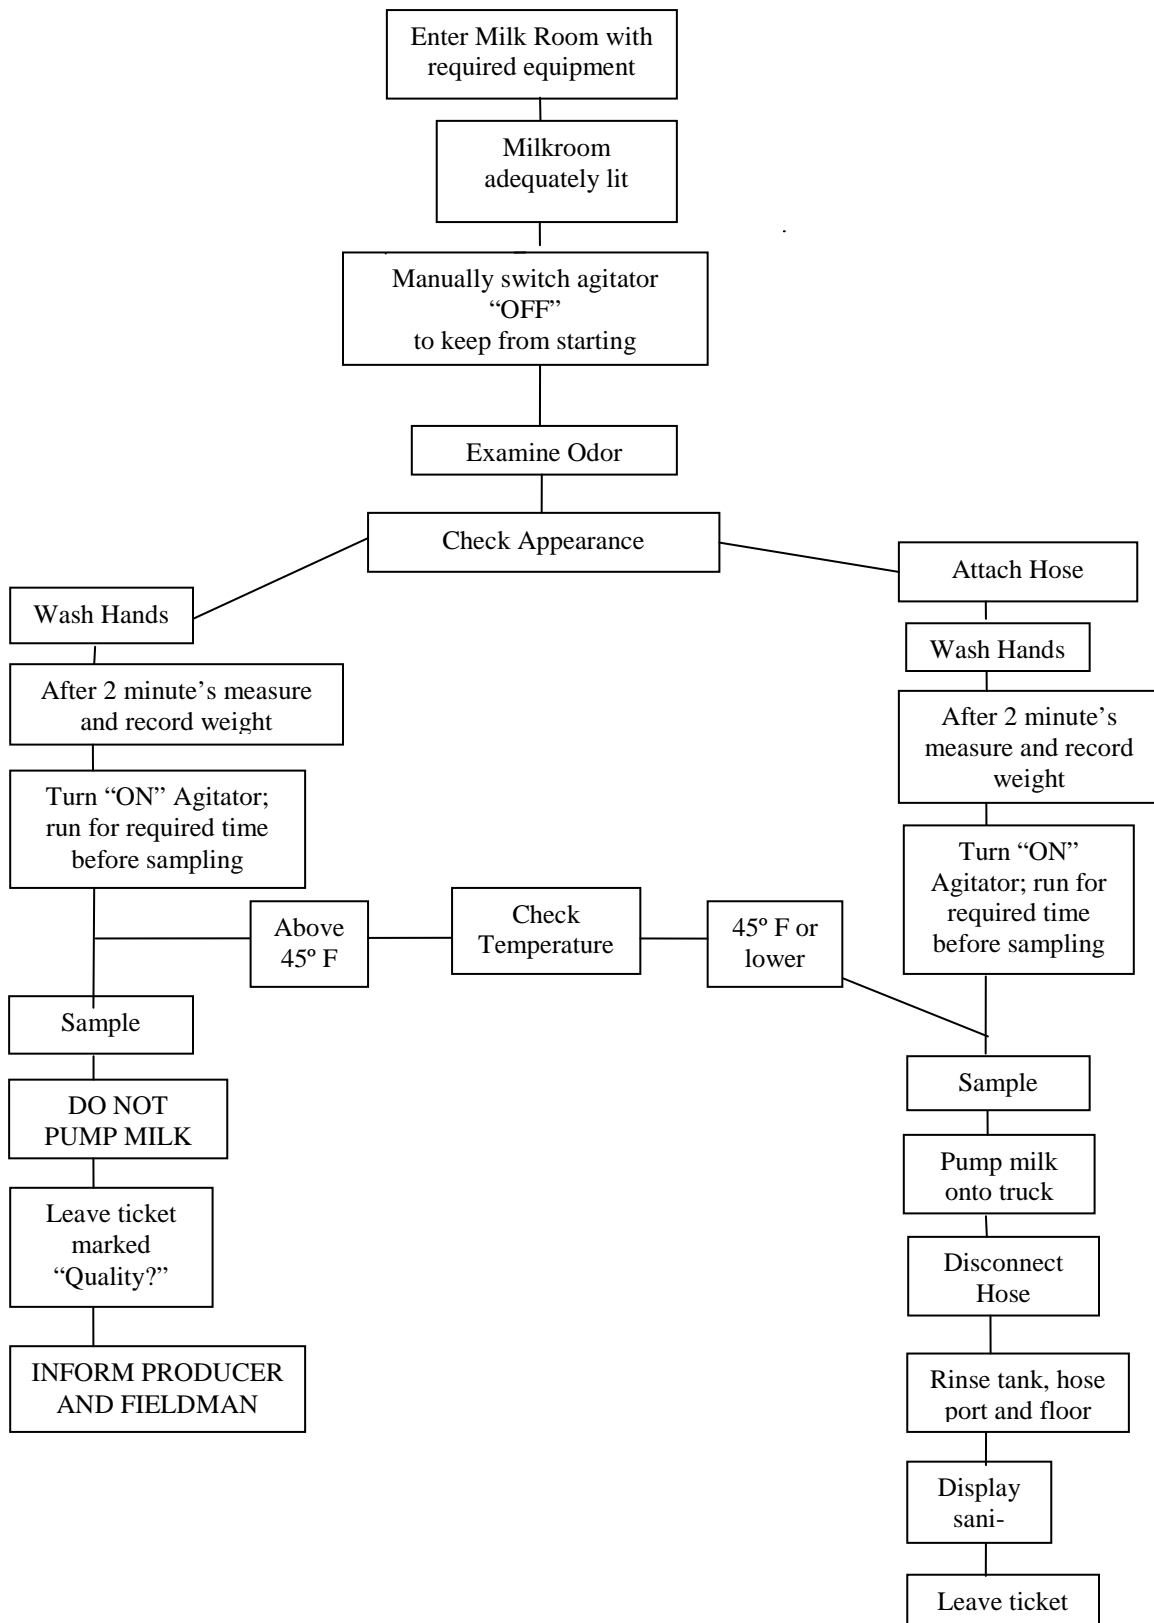 Enter Milk Room with
required equipment
Milkroom
adequately lit
Manually switch agitator
“OFF”
to keep from starting
Examine Odor
Check Appearance
Wash Hands
After 2 minute’s measure
and record weight
Turn “ON” Agitator;
run for required time
before sampling
Above
45º F
Check
Temperature
45º F or
lower
Sample
DO NOT
PUMP MILK
Leave ticket
marked
“Quality?”
INFORM PRODUCER
AND FIELDMAN
Attach Hose
Wash Hands
After 2 minute’s
measure and record
weight
Turn “ON”
Agitator; run for
required time
before sampling
Sample
Pump milk
onto truck
Disconnect
Hose
Rinse tank, hose
port and floor
Display
sani-
Leave ticket